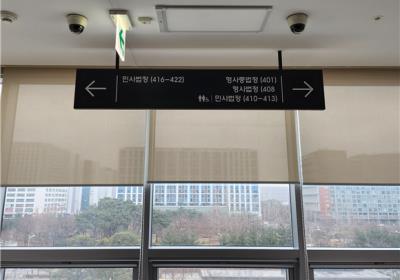 민사법정 (416-422)
형사중법정 (401)
형사법정 (408
민사법정 (410-413)